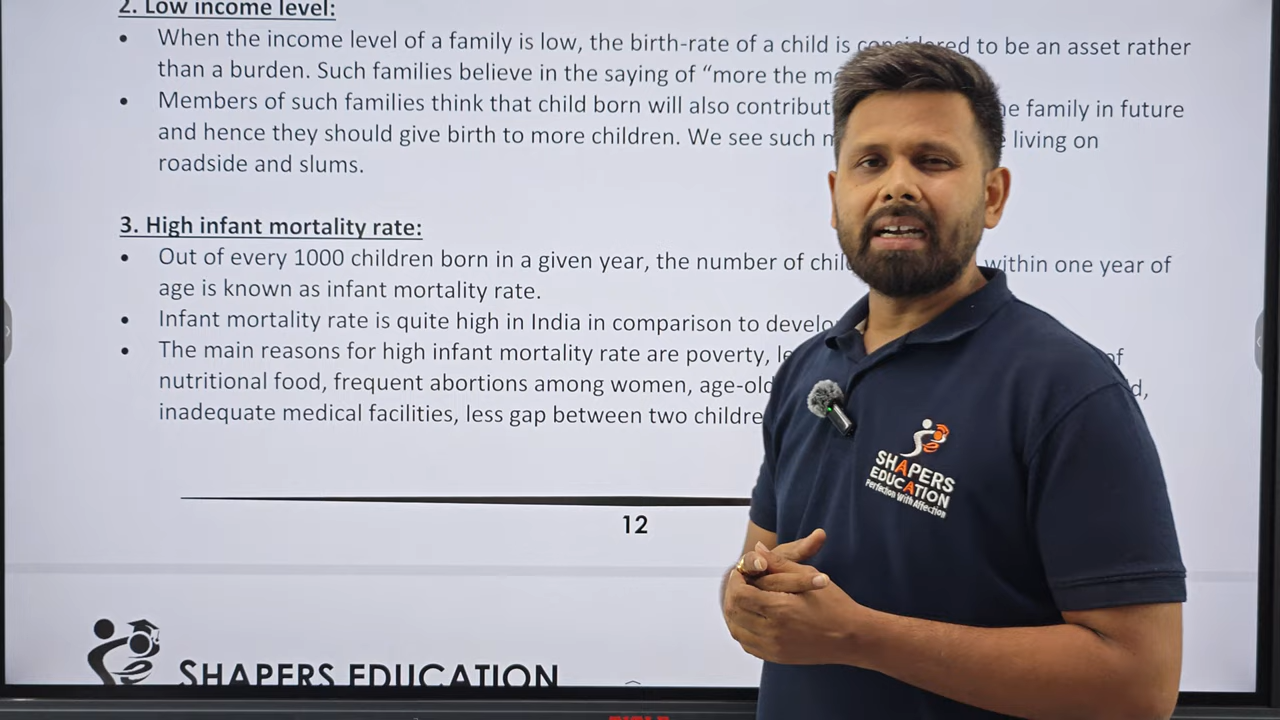 2. Low income level:
• When the income level of a family is low, the birth-rate of a child is considered to be an asset rather
than a burden. Such families believe in the saying of “more the
• Members of such families think that child born will also family in future
and hence they should give birth to more children. We see such living on
roadside and slums.
3. High infant mortality rate:
• Out of every 1000 children born in a given year, the number of within one year of
age is known as infant mortality rate.
• Infant mortality rate is quite high in India in comparison to
• The main reasons for high infant mortality rate are poverty, of
nutritional food, frequent abortions among women, age-old
inadequate medical facilities, less gap between two
12
SHAPERS EDUCATION
SHAPERS
EDUCATION
Perfection With Affection